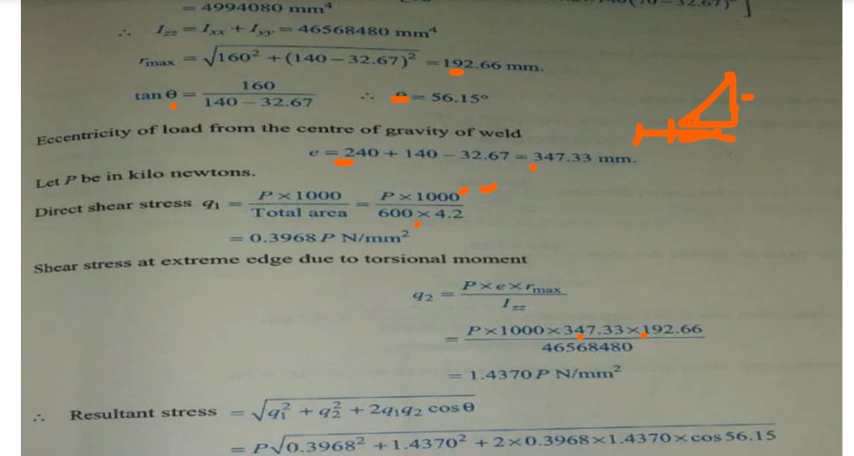 = 4994080 mm⁴
∴ I_zz = I_xx + I_yy = 46568480 mm⁴
r_max = √(160² + (140 − 32.67)²) = 192.66 mm.
tan θ = 160 / (140 − 32.67) ∴ θ = 56.15°
Eccentricity of load from the centre of gravity of weld
e = 240 + 140 − 32.67 = 347.33 mm.
Let P be in kilo newtons.
Direct shear stress q₁ = (P × 1000) / Total area = (P × 1000) / (600 × 4.2)
= 0.3968 P N/mm²
Shear stress at extreme edge due to torsional moment
q₂ = (P × e × r_max) / I_zz
= (P × 1000 × 347.33 × 192.66) / 46568480
= 1.4370 P N/mm²
∴ Resultant stress = √(q₁² + q₂² + 2q₁q₂ cos θ)
= P√(0.3968² + 1.4370² + 2 × 0.3968 × 1.4370 × cos 56.15)